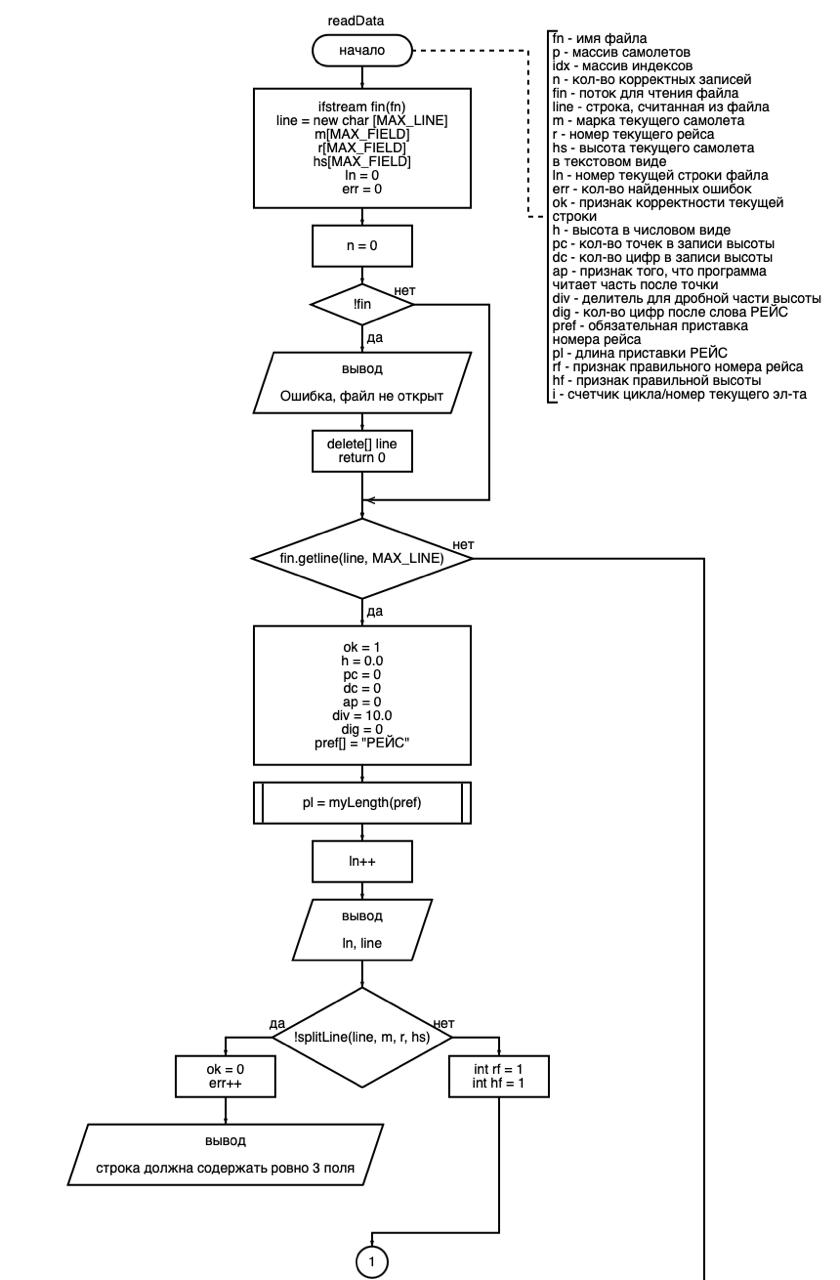 readData
начало
fn - имя файла
p - массив самолетов
idx - массив индексов
n - кол-во корректных записей
fin - поток для чтения файла
line - строка, считанная из файла
m - марка текущего самолета
r - номер текущего рейса
hs - высота текущего самолета
в текстовом виде
ln - номер текущей строки файла
err - кол-во найденных ошибок
ok - признак корректности текущей
строки
h - высота в числовом виде
pc - кол-во точек в записи высоты
dc - кол-во цифр в записи высоты
ap - признак того, что программа
читает часть после точки
div - делитель для дробной части высоты
dig - кол-во цифр после слова РЕЙС
pref - обязательная приставка
номера рейса
pl - длина приставки РЕЙС
rf - признак правильного номера рейса
hf - признак правильной высоты
i - счетчик цикла/номер текущего эл-та
ifstream fin(fn)
line = new char [MAX_LINE]
m[MAX_FIELD]
r[MAX_FIELD]
hs[MAX_FIELD]
ln = 0
err = 0
n = 0
!fin
нет
да
вывод
Ошибка, файл не открыт
delete[] line
return 0
fin.getline(line, MAX_LINE)
нет
да
ok = 1
h = 0.0
pc = 0
dc = 0
ap = 0
div = 10.0
dig = 0
pref[] = "РЕЙС"
pl = myLength(pref)
ln++
вывод
ln, line
да
!splitLine(line, m, r, hs)
нет
ok = 0
err++
int rf = 1
int hf = 1
вывод
строка должна содержать ровно 3 поля
1